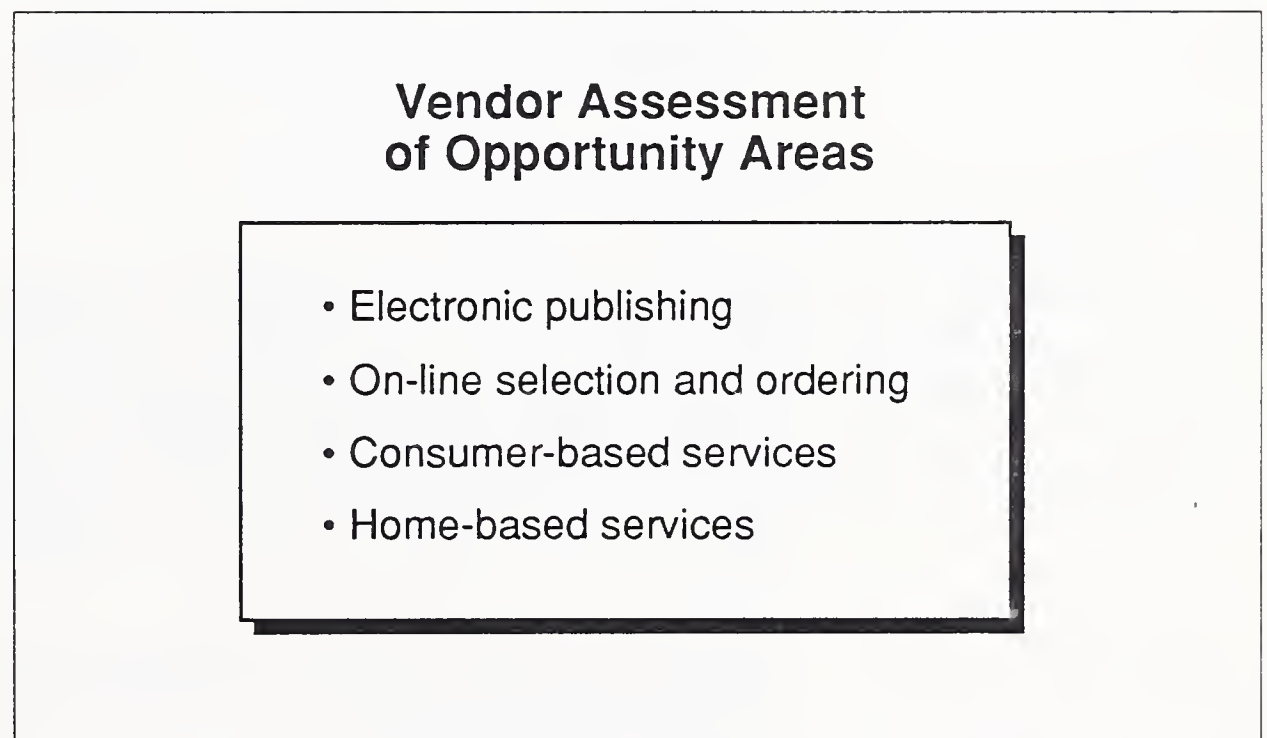 Vendor Assessment
of Opportunity Areas
• Electronic publishing
• On-line selection and ordering
• Consumer-based services
• Home-based services